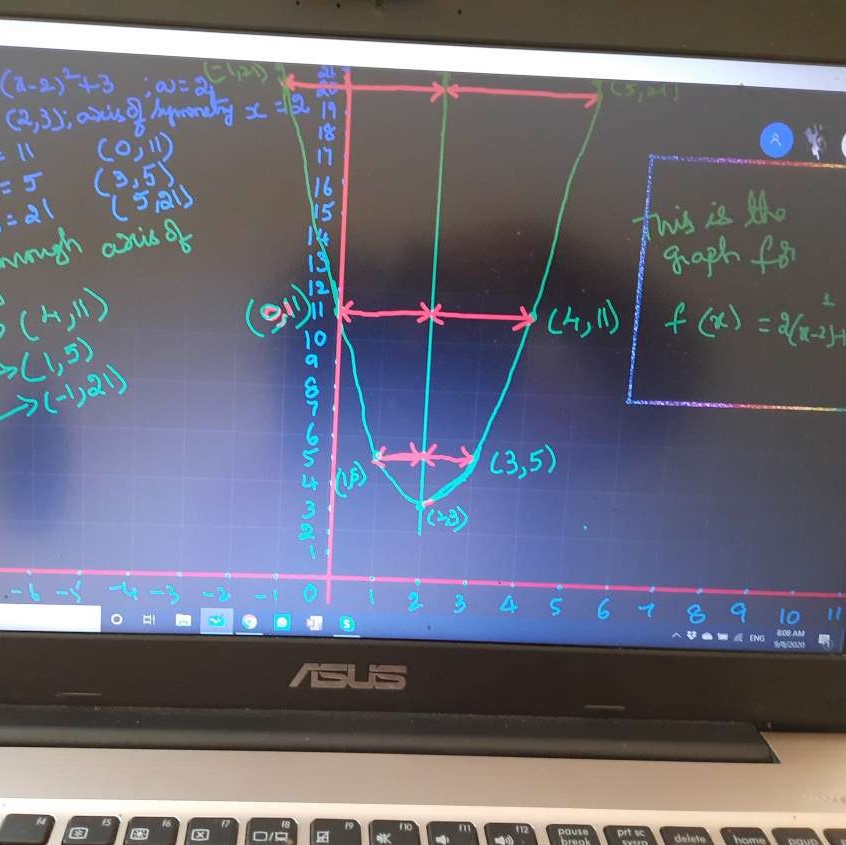 (x-2)²+3 ; a=2,
(2,3); axis of symmetry x=2
= 11 (0,11)
= 5 (3,5)
= 21 (5,21)
through axis of
(4,11)
→(1,5)
→(-1,21)
(-1,21)
(5,21)
21
20
19
18
17
16
15
14
13
12
11
10
9
8
7
6
5
4
3
2
1
(0,11)
(4,11)
(1,5)
(3,5)
(2,3)
-6 -5 -4 -3 -2 -1 0 1 2 3 4 5 6 7 8 9 10 11
This is the
graph for
f(x) = 2(x-2)²+
ENG
8:08 AM
9/9/2020
ASUS
f4 f5 f6 f7 f8 f9 f10 f11 f12 pause break prt sc sysrq delete home pgup